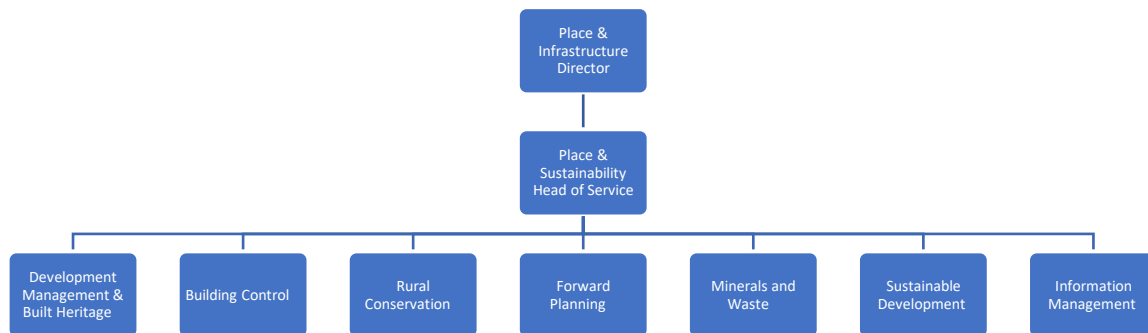 Place &
Infrastructure
Director
Place &
Sustainability
Head of Service
Development
Management &
Built Heritage
Building Control
Rural
Conservation
Forward
Planning
Minerals and
Waste
Sustainable
Development
Information
Management